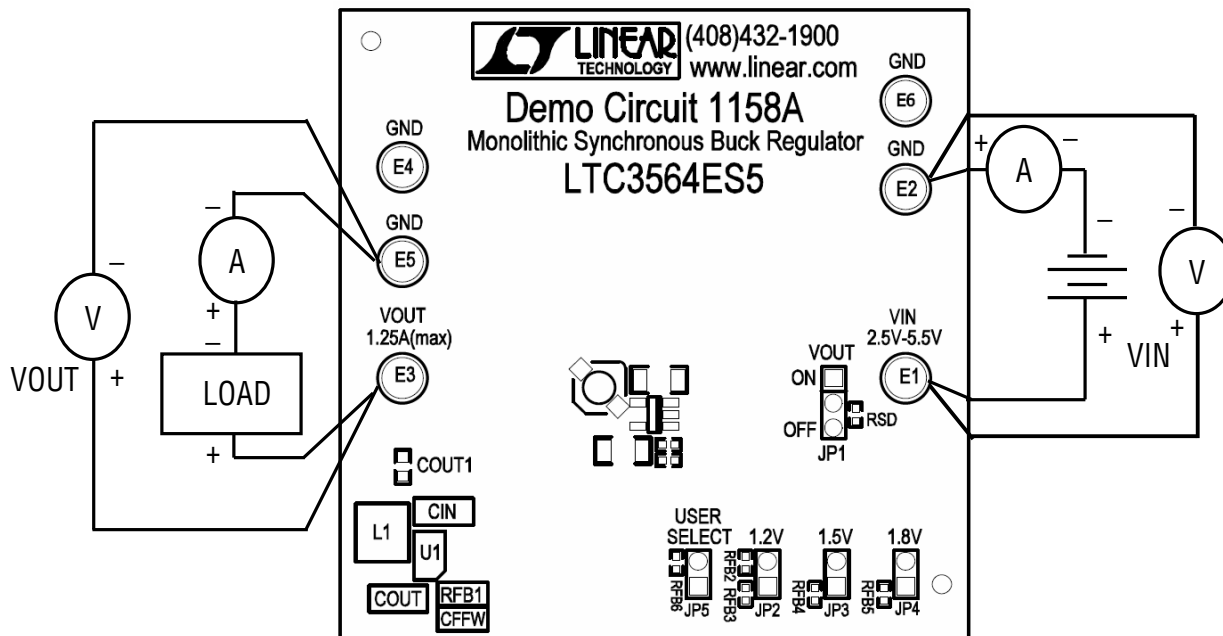 LT LINEAR TECHNOLOGY
(408)432-1900
www.linear.com
Demo Circuit 1158A
Monolithic Synchronous Buck Regulator
LTC3564ES5
GND
E6
GND
E2
GND
E4
GND
E5
VOUT
1.25A(max)
E3
VIN
2.5V-5.5V
E1
VOUT
ON
OFF
JP1
RSD
–
A
+
–
V
+
VOUT
–
LOAD
+
+
A
–
–
+
–
V
+
VIN
COUT1
L1
CIN
U1
COUT
RFB1
CFFW
USER
SELECT
RFB6
JP5
1.2V
RFB2
RFB3
JP2
1.5V
RFB4
JP3
1.8V
RFB5
JP4